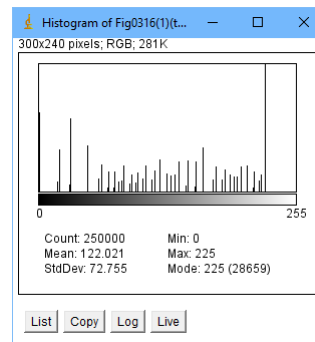 Histogram of Fig0316(1)(t...
300x240 pixels; RGB; 281K
0 255
Count: 250000 Min: 0
Mean: 122.021 Max: 225
StdDev: 72.755 Mode: 225 (28659)
List Copy Log Live